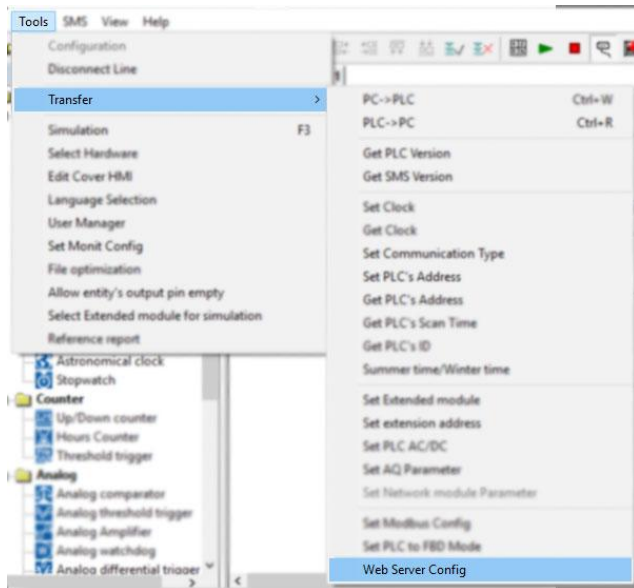 Tools SMS View Help
Configuration
Disconnect Line
Transfer >
Simulation F3
Select Hardware
Edit Cover HMI
Language Selection
User Manager
Set Monit Config
File optimization
Allow entity's output pin empty
Select Extended module for simulation
Reference report
PC->PLC Ctrl+W
PLC->PC Ctrl+R
Get PLC Version
Get SMS Version
Set Clock
Get Clock
Set Communication Type
Set PLC's Address
Get PLC's Address
Get PLC's Scan Time
Get PLC's ID
Summer time/Winter time
Set Extended module
Set extension address
Set PLC AC/DC
Set AQ Parameter
Set Network module Parameter
Set Modbus Config
Set PLC to FBD Mode
Web Server Config
Astronomical clock
Stopwatch
Counter
Up/Down counter
Hours Counter
Threshold trigger
Analog
Analog comparator
Analog threshold trigger
Analog Amplifier
Analog watchdog
Analog differential trigger